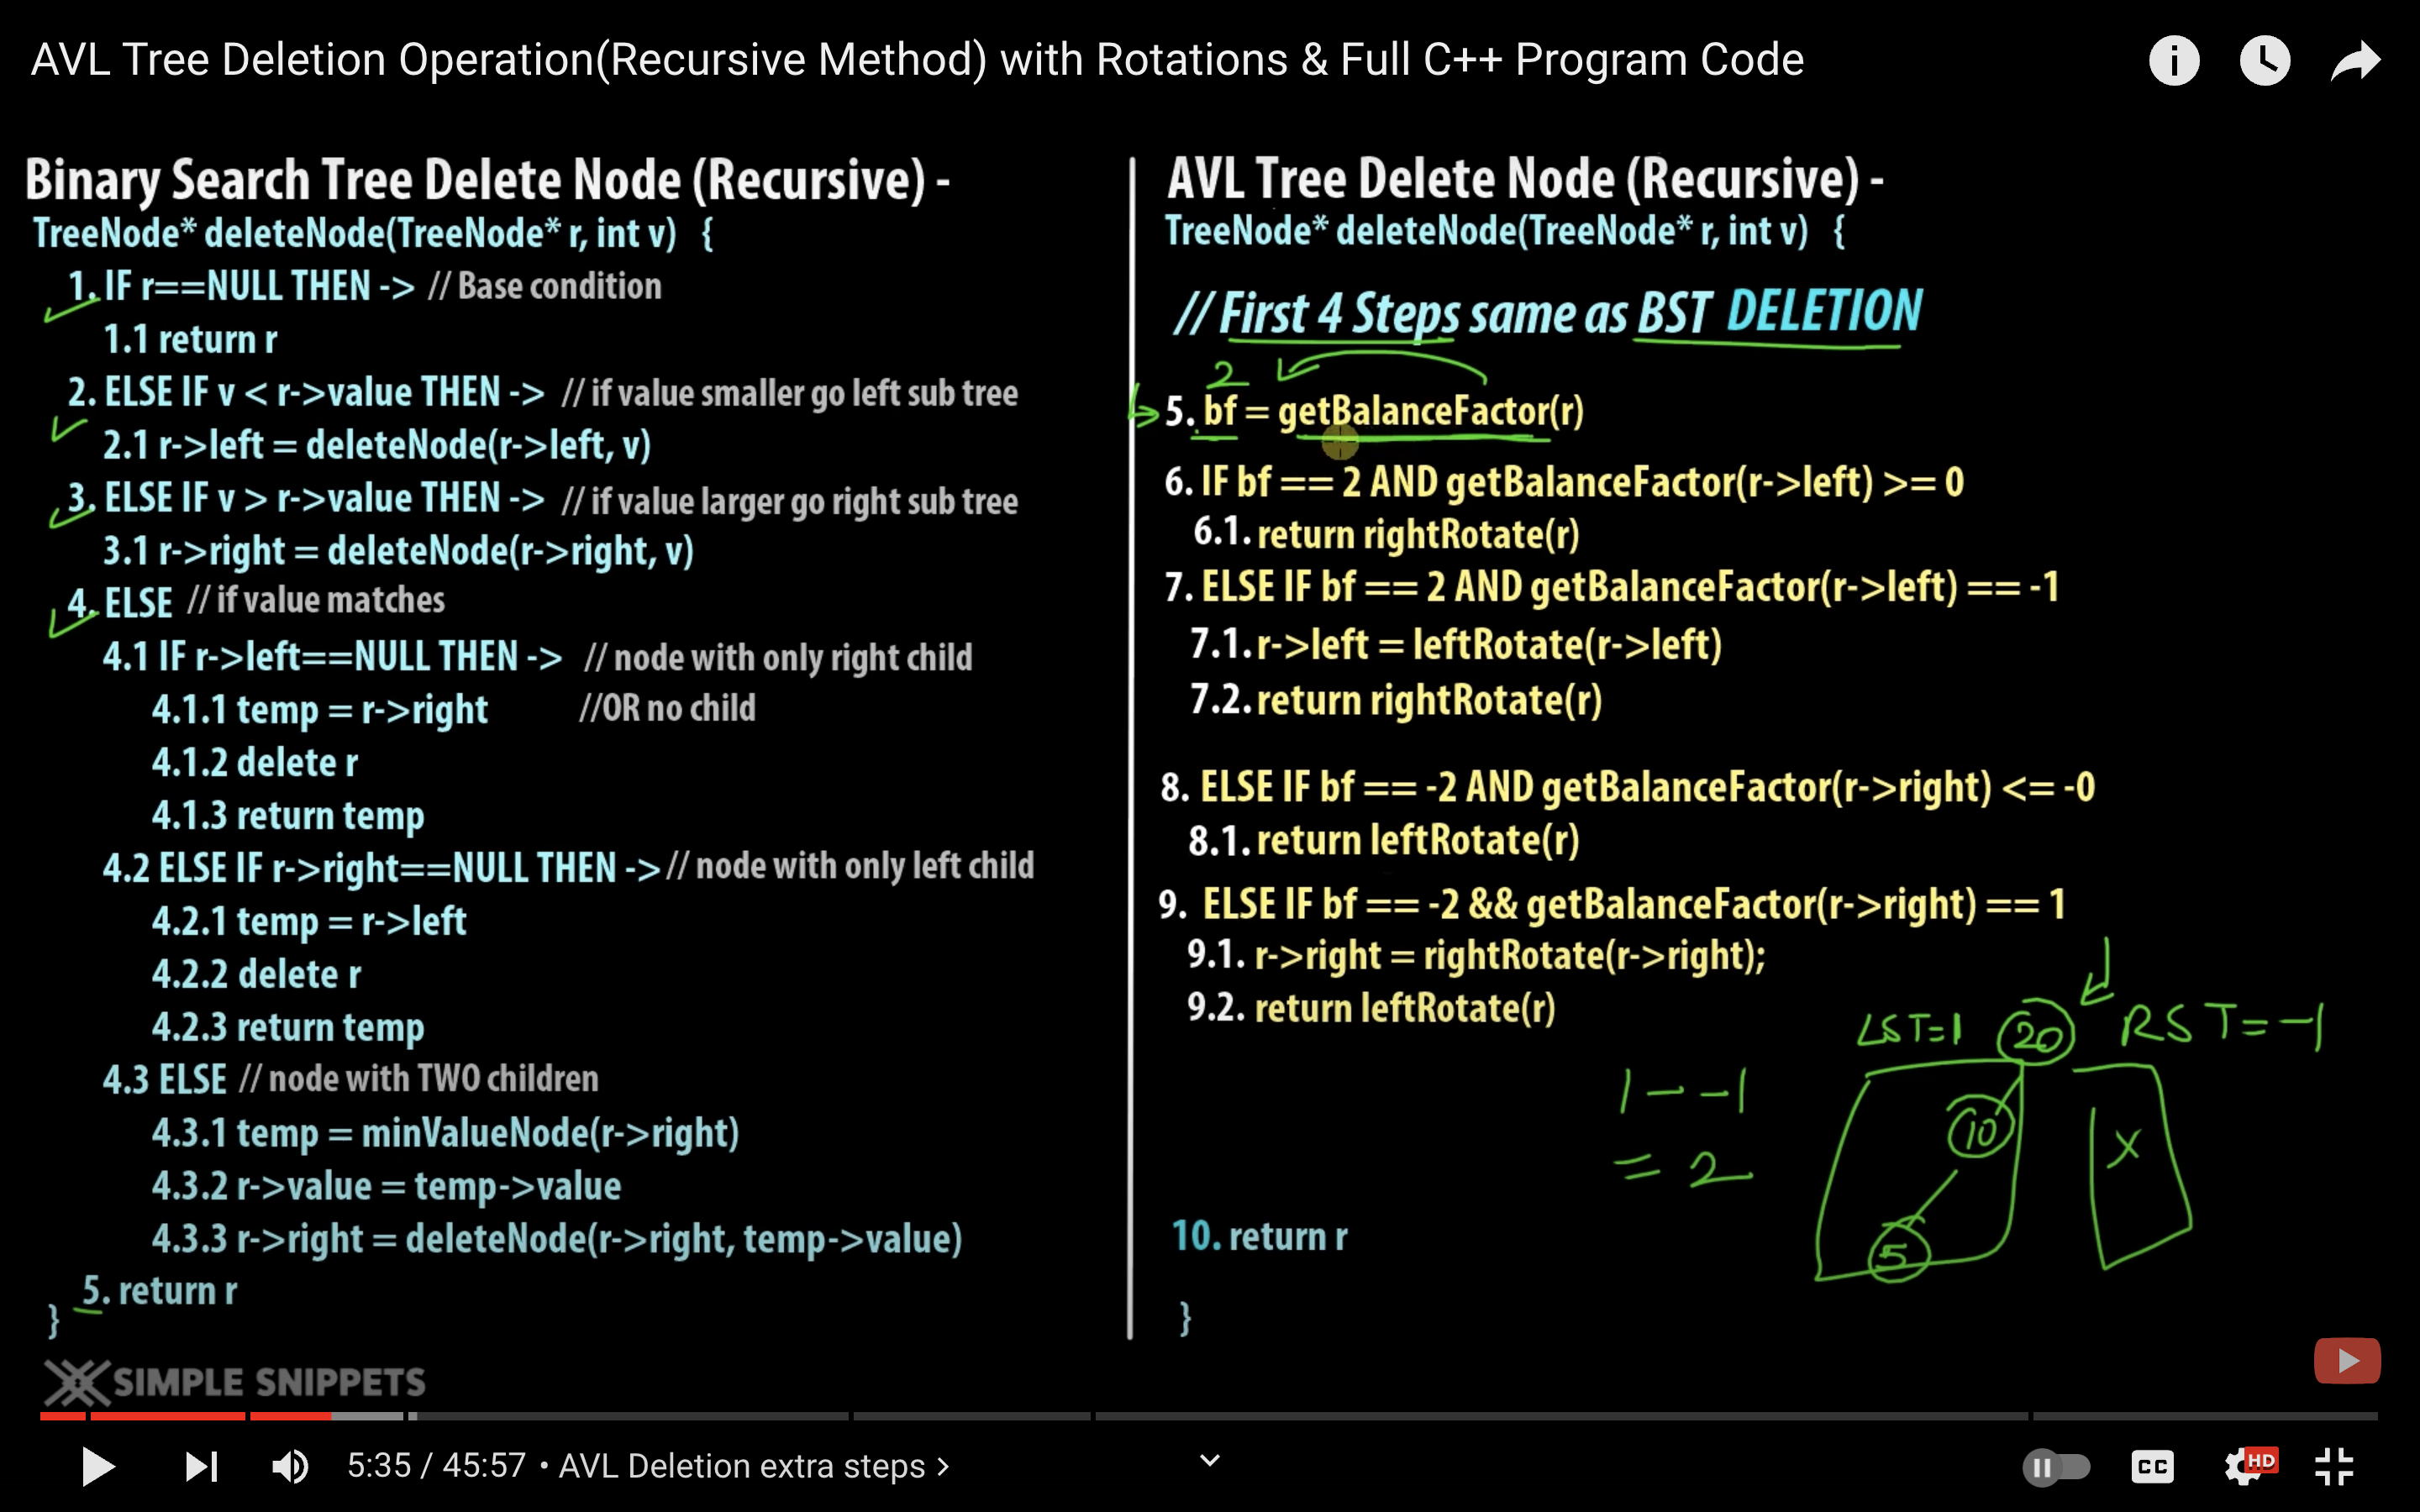 AVL Tree Deletion Operation(Recursive Method) with Rotations & Full C++ Program Code
Binary Search Tree Delete Node (Recursive) -
TreeNode* deleteNode(TreeNode* r, int v) {
1. IF r==NULL THEN -> // Base condition
1.1 return r
2. ELSE IF v < r->value THEN -> // if value smaller go left sub tree
2.1 r->left = deleteNode(r->left, v)
3. ELSE IF v > r->value THEN -> // if value larger go right sub tree
3.1 r->right = deleteNode(r->right, v)
4. ELSE // if value matches
4.1 IF r->left==NULL THEN -> // node with only right child
4.1.1 temp = r->right //OR no child
4.1.2 delete r
4.1.3 return temp
4.2 ELSE IF r->right==NULL THEN -> // node with only left child
4.2.1 temp = r->left
4.2.2 delete r
4.2.3 return temp
4.3 ELSE // node with TWO children
4.3.1 temp = minValueNode(r->right)
4.3.2 r->value = temp->value
4.3.3 r->right = deleteNode(r->right, temp->value)
5. return r
}
AVL Tree Delete Node (Recursive) -
TreeNode* deleteNode(TreeNode* r, int v) {
// First 4 Steps same as BST DELETION
2
5. bf = getBalanceFactor(r)
6. IF bf == 2 AND getBalanceFactor(r->left) >= 0
6.1. return rightRotate(r)
7. ELSE IF bf == 2 AND getBalanceFactor(r->left) == -1
7.1. r->left = leftRotate(r->left)
7.2. return rightRotate(r)
8. ELSE IF bf == -2 AND getBalanceFactor(r->right) <= -0
8.1. return leftRotate(r)
9. ELSE IF bf == -2 && getBalanceFactor(r->right) == 1
9.1. r->right = rightRotate(r->right);
9.2. return leftRotate(r)
LST=1 20 RST=-1
1 - -1
10 X
= 2
5
10. return r
}
SIMPLE SNIPPETS
5:35 / 45:57 • AVL Deletion extra steps >
CC
HD